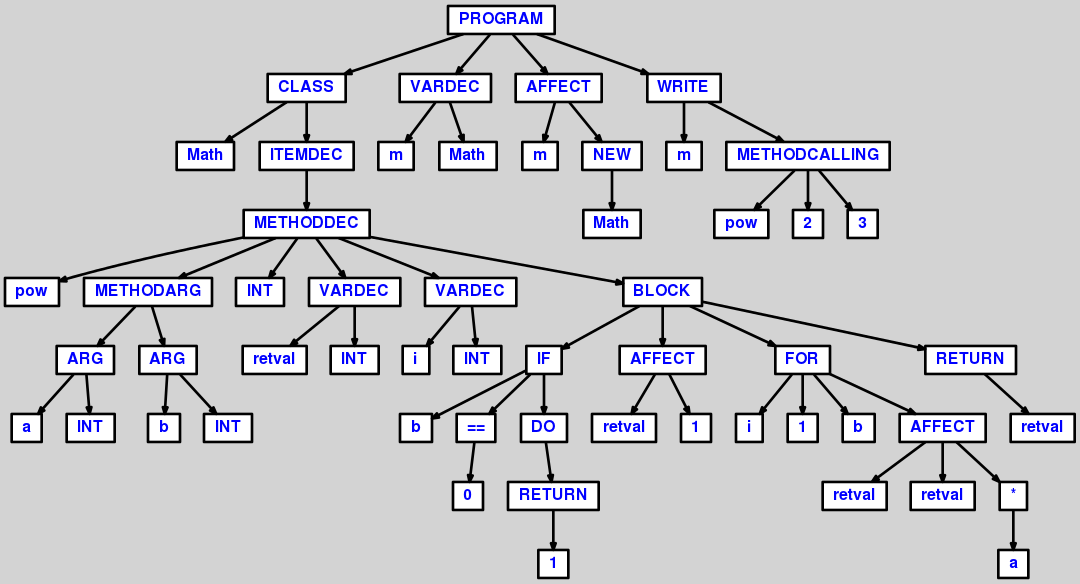 PROGRAM
CLASS VARDEC AFFECT WRITE
Math ITEMDEC m Math m NEW m METHODCALLING
METHODDEC Math pow 2 3
pow METHODARG INT VARDEC VARDEC BLOCK
ARG ARG retval INT i INT IF AFFECT FOR RETURN
a INT b INT b == DO retval 1 i 1 b AFFECT retval
0 RETURN retval retval *
1 a